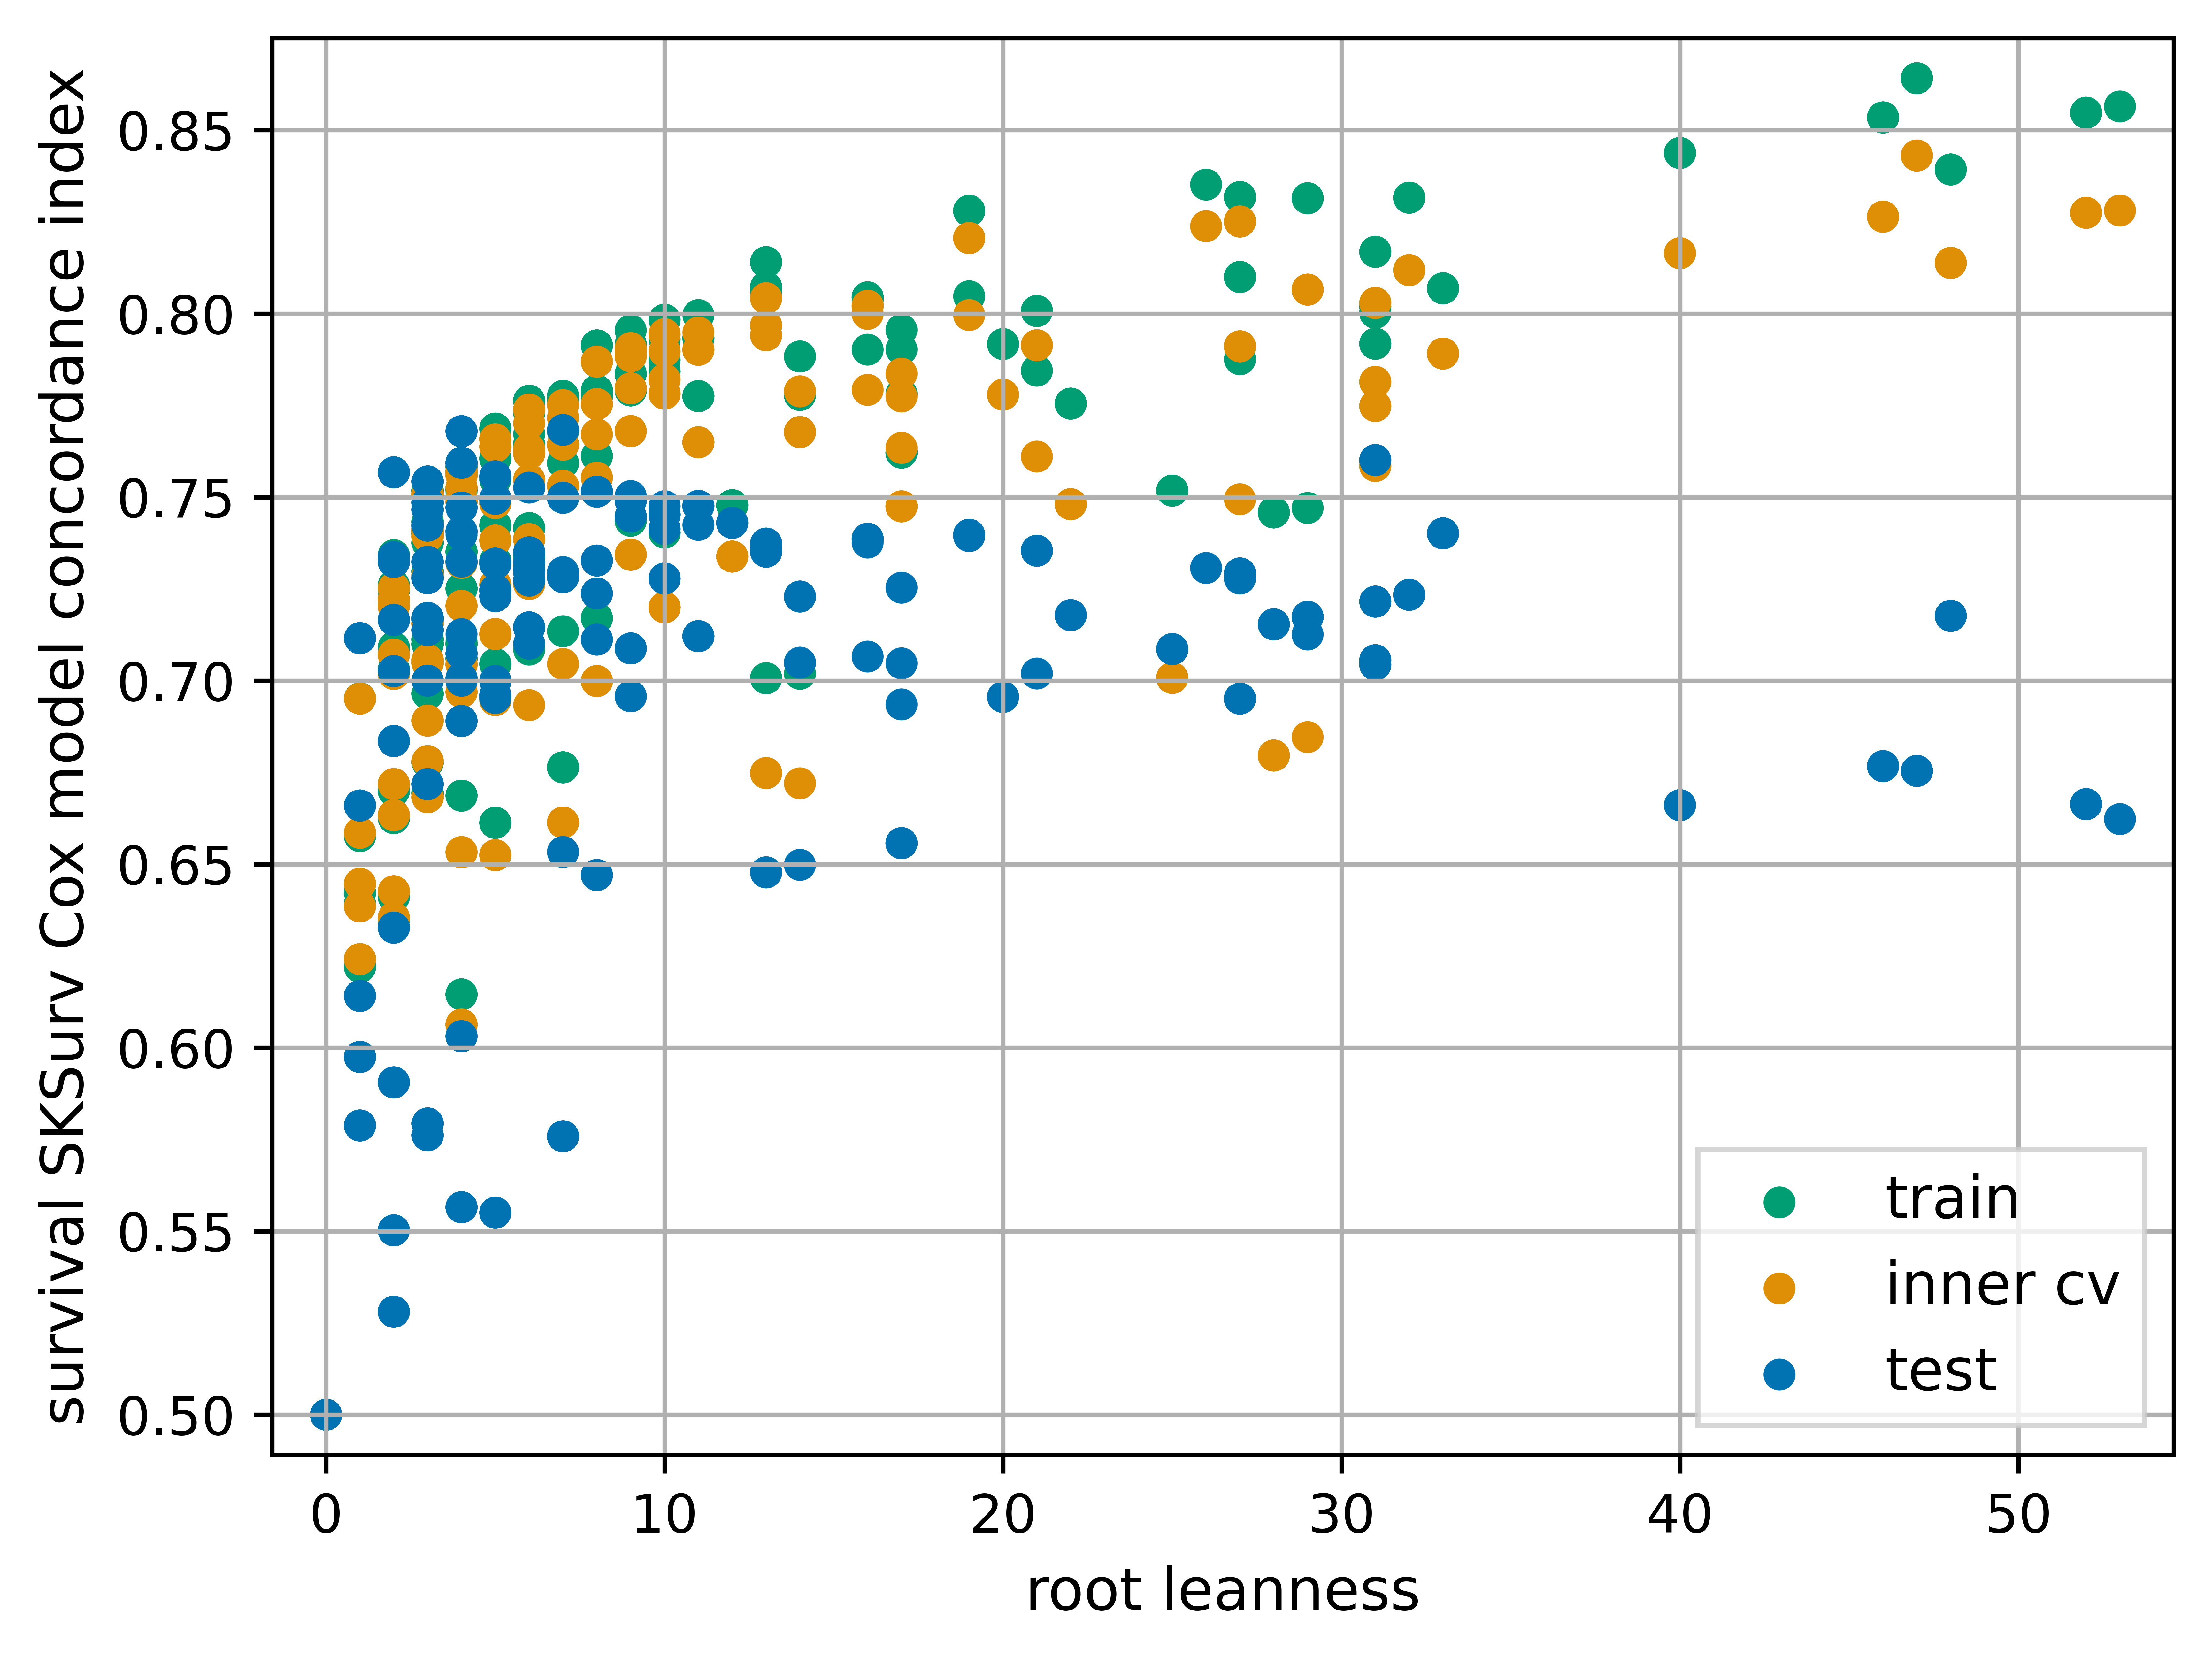 survival SKSurv Cox model concordance index
0.85
0.80
0.75
0.70
0.65
0.60
0.55
0.50
train
inner cv
test
0 10 20 30 40 50
root leanness